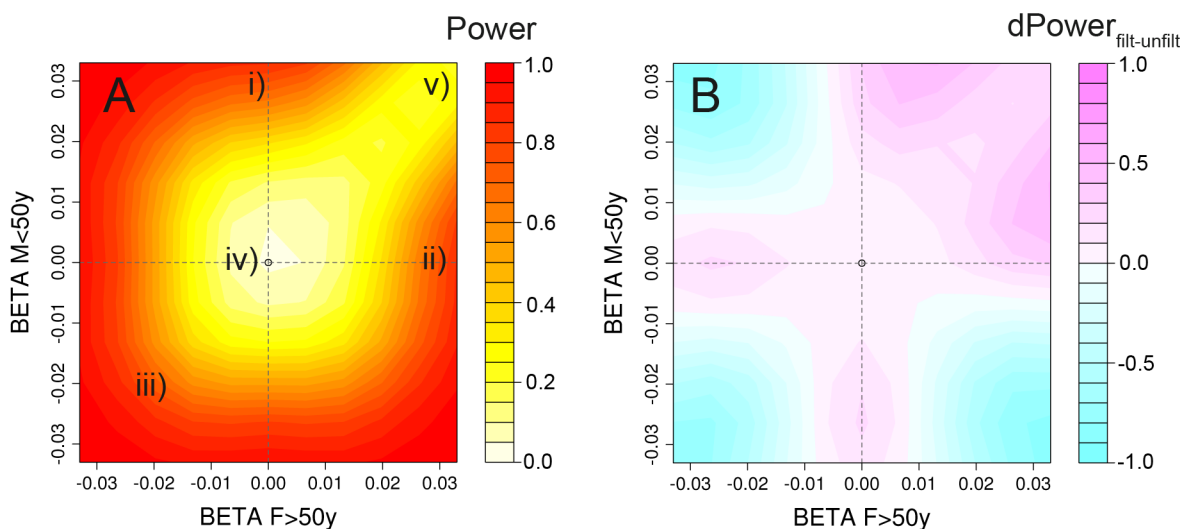 Power
A
i)
v)
iv)
ii)
iii)
BETA M<50y
0.03
0.02
0.01
0.00
-0.01
-0.02
-0.03
-0.03 -0.02 -0.01 0.00 0.01 0.02 0.03
BETA F>50y
1.0
0.8
0.6
0.4
0.2
0.0
dPower filt-unfilt
B
BETA M<50y
0.03
0.02
0.01
0.00
-0.01
-0.02
-0.03
-0.03 -0.02 -0.01 0.00 0.01 0.02 0.03
BETA F>50y
1.0
0.5
0.0
-0.5
-1.0